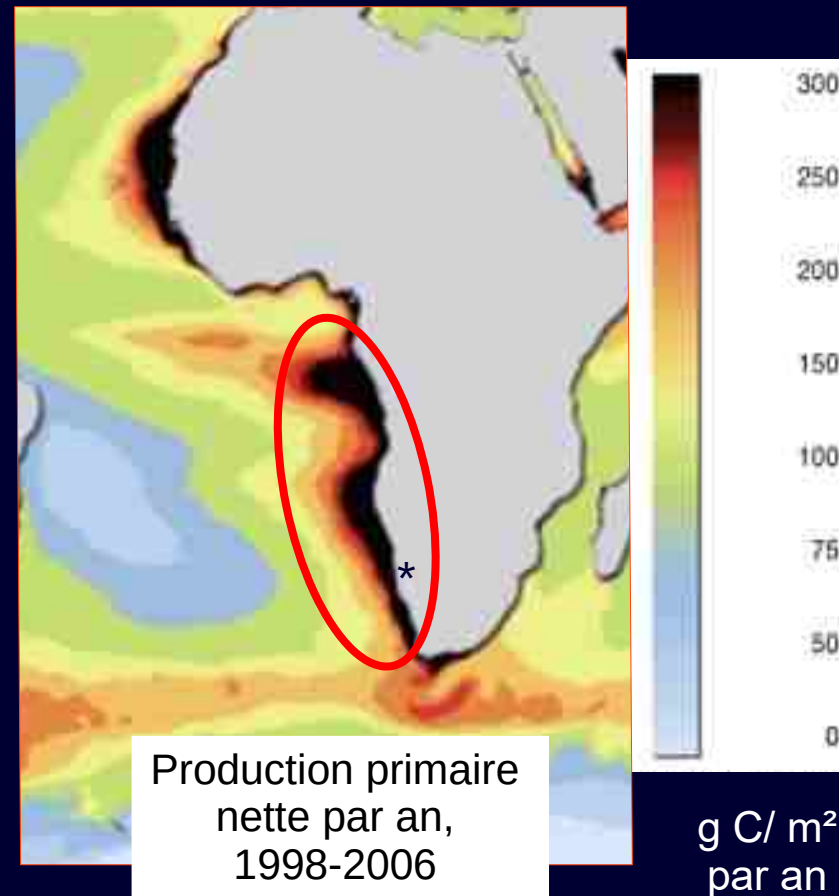 300
250
200
150
100
75
50
0
*
Production primaire
nette par an,
1998-2006
g C/ m²
par an